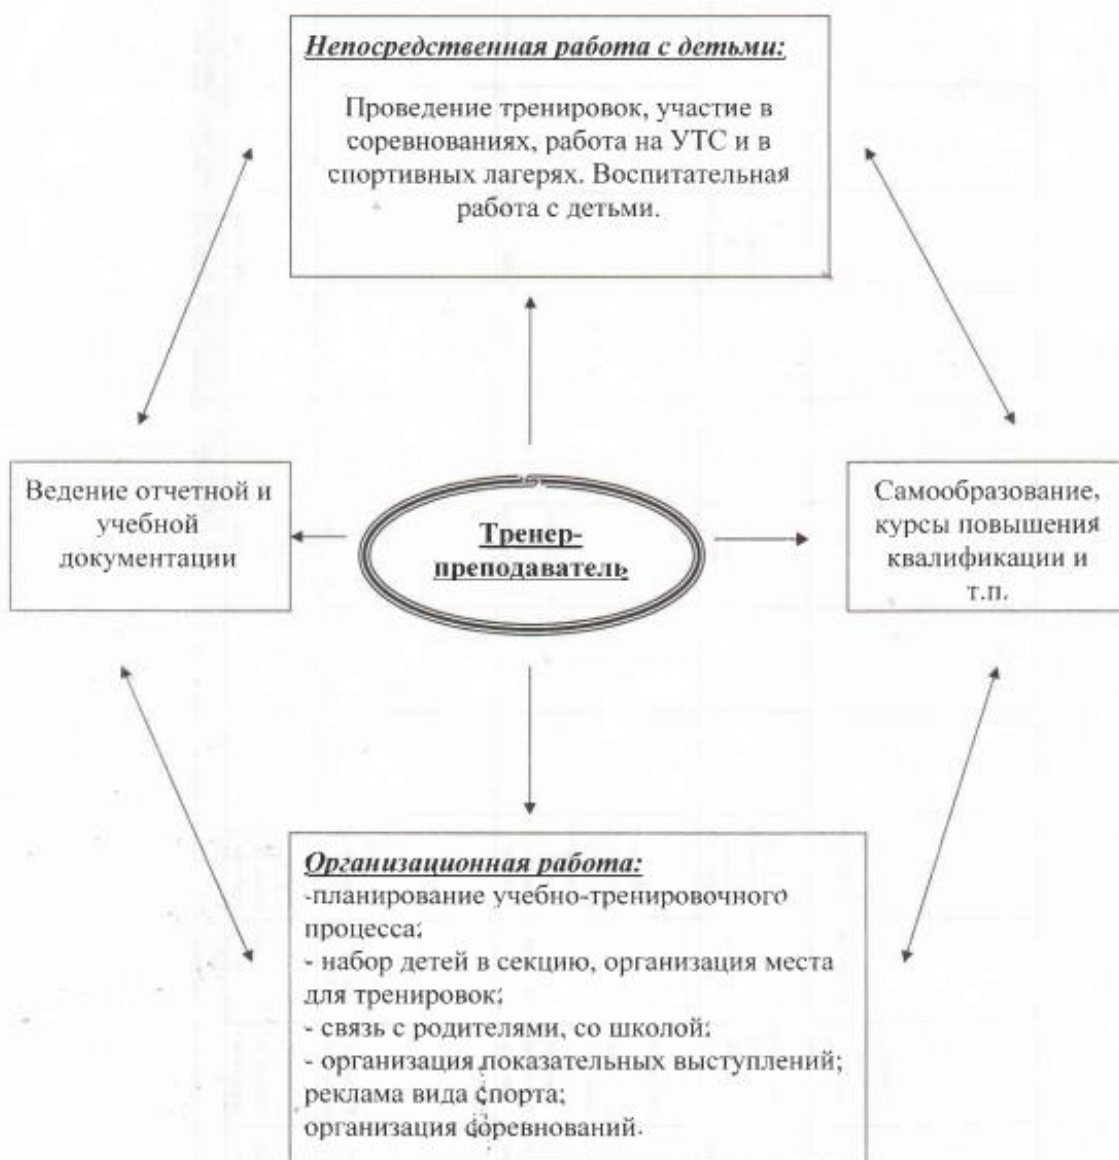 Непосредственная работа с детьми:
Проведение тренировок, участие в
соревнованиях, работа на УТС и в
спортивных лагерях. Воспитательная
работа с детьми.
Ведение отчетной и
учебной
документации
Тренер-
преподаватель
Самообразование,
курсы повышения
квалификации и
т.п.
Организационная работа:
-планирование учебно-тренировочного
процесса;
- набор детей в секцию, организация места
для тренировок;
- связь с родителями, со школой;
- организация показательных выступлений;
реклама вида спорта;
организация соревнований.